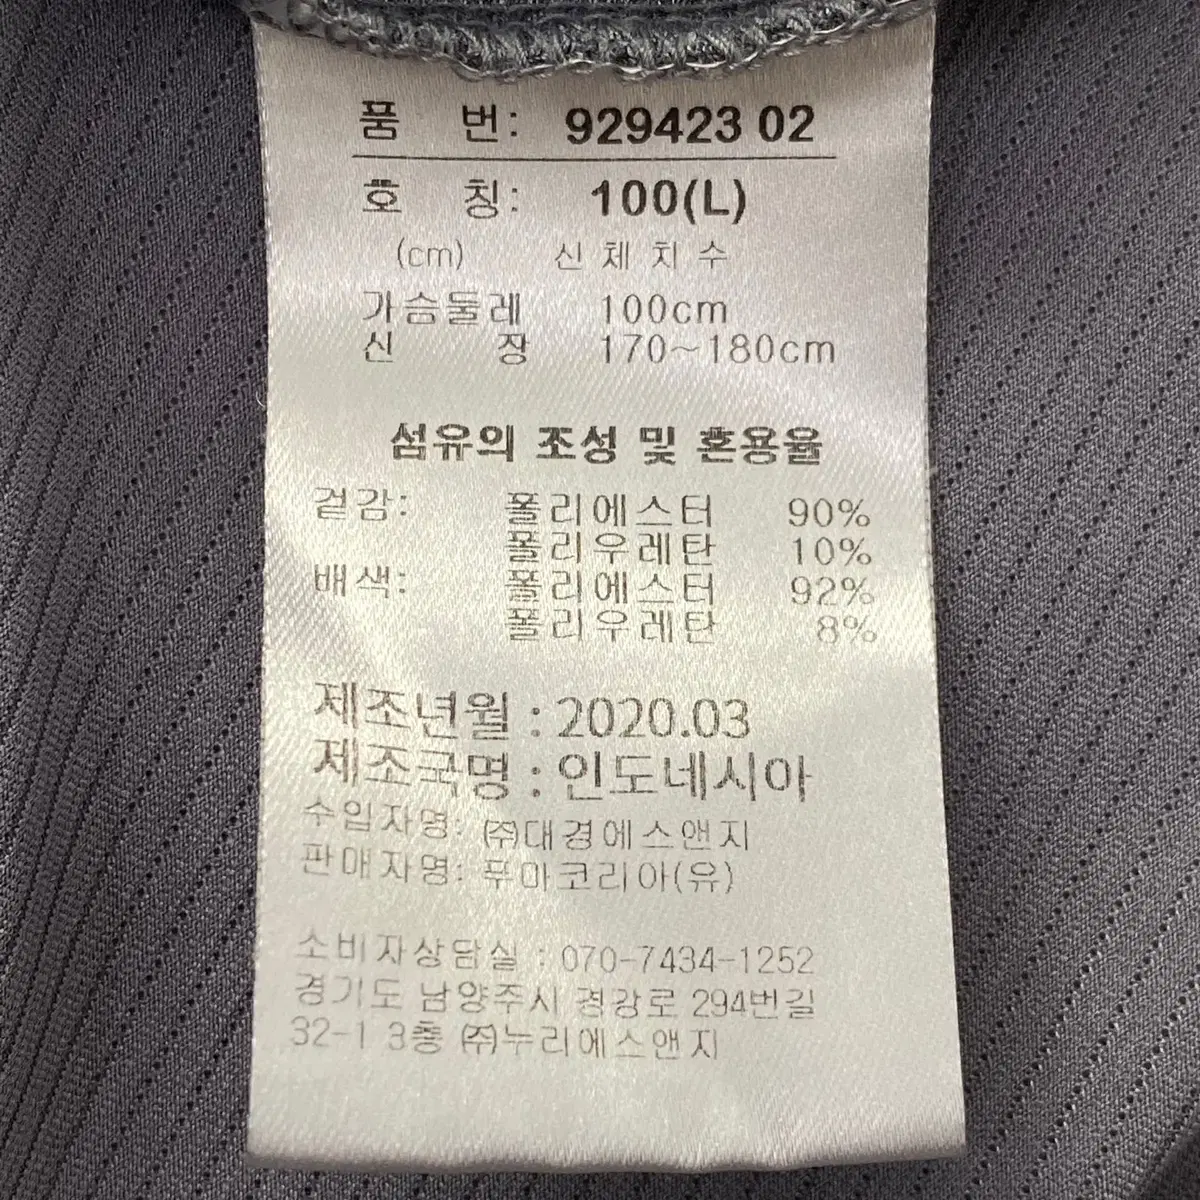 품 번: 929423 02
호 칭: 100(L)
(cm) 신체치수
가슴둘레 100cm
신 장 170~180cm
섬유의 조성 및 혼용율
겉감: 폴리에스터 90%
폴리우레탄 10%
배색: 폴리에스터 92%
폴리우레탄 8%
제조년월 : 2020.03
제조국명 : 인도네시아
수입자명: ㈜대경에스앤지
판매자명: 푸마코리아(유)
소비자상담실 : 070-7434-1252
경기도 남양주시 경강로 294번길
32-1 3층 ㈜누리에스앤지